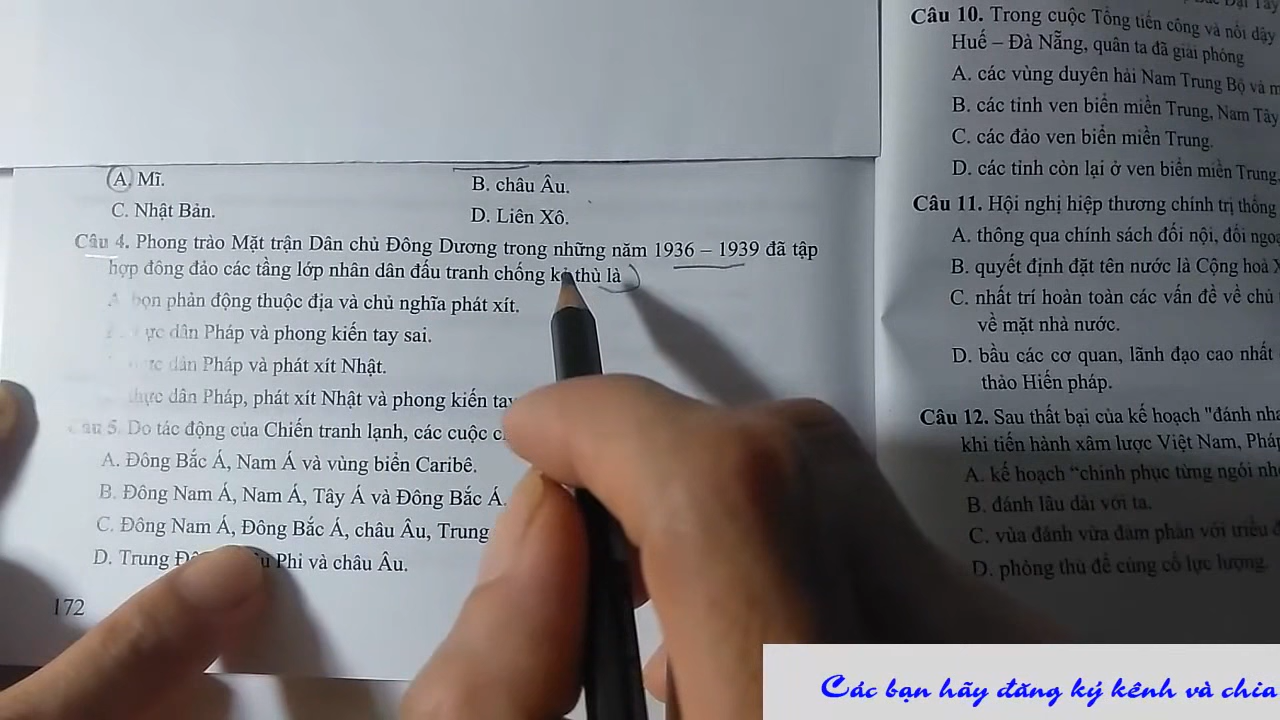 A. Mĩ.
B. châu Âu.
C. Nhật Bản.
D. Liên Xô.
Câu 4. Phong trào Mặt trận Dân chủ Đông Dương trong những năm 1936 – 1939 đã tập
hợp đông đảo các tầng lớp nhân dân đấu tranh chống kẻ thù là
A. bọn phản động thuộc địa và chủ nghĩa phát xít.
dân Pháp và phong kiến tay sai.
dân Pháp và phát xít Nhật.
thực dân Pháp, phát xít Nhật và phong kiến tay
Câu 5. Do tác động của Chiến tranh lạnh, các cuộc
A. Đông Bắc Á, Nam Á và vùng biển Caribê.
B. Đông Nam Á, Nam Á, Tây Á và Đông Bắc Á.
C. Đông Nam Á, Đông Bắc Á, châu Âu, Trung
D. Trung Phi và châu Âu.
172
Câu 10. Trong cuộc Tổng tiến công và nổi dậy
Huế – Đà Nẵng, quân ta đã giải phóng
A. các vùng duyên hải Nam Trung Bộ và
B. các tỉnh ven biển miền Trung, Nam Tây
C. các đảo ven biển miền Trung.
D. các tỉnh còn lại ở ven biển miền Trung
Câu 11. Hội nghị hiệp thương chính trị thống
A. thông qua chính sách đối nội, đối
B. quyết định đặt tên nước là Cộng hoà
C. nhất trí hoàn toàn các vấn đề về chủ
về mặt nhà nước.
D. bầu các cơ quan, lãnh đạo cao nhất
thảo Hiến pháp.
Câu 12. Sau thất bại của kế hoạch "đánh
khi tiến hành xâm lược Việt Nam, Pháp
A. kế hoạch “chinh phục từng gói
B. đánh lâu dài với ta.
C. vừa đánh vừa đàm phán với triều
D. phòng thủ để củng cố lực lượng.
Các bạn hãy đăng ký kênh và chia